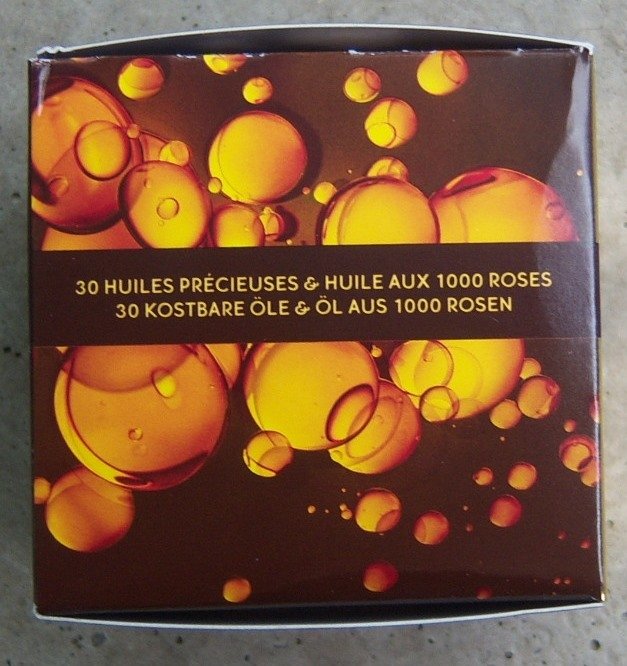 30 HUILES PRÉCIEUSES & HUILE AUX 1000 ROSES
30 KOSTBARE ÖLE & ÖL AUS 1000 ROSEN